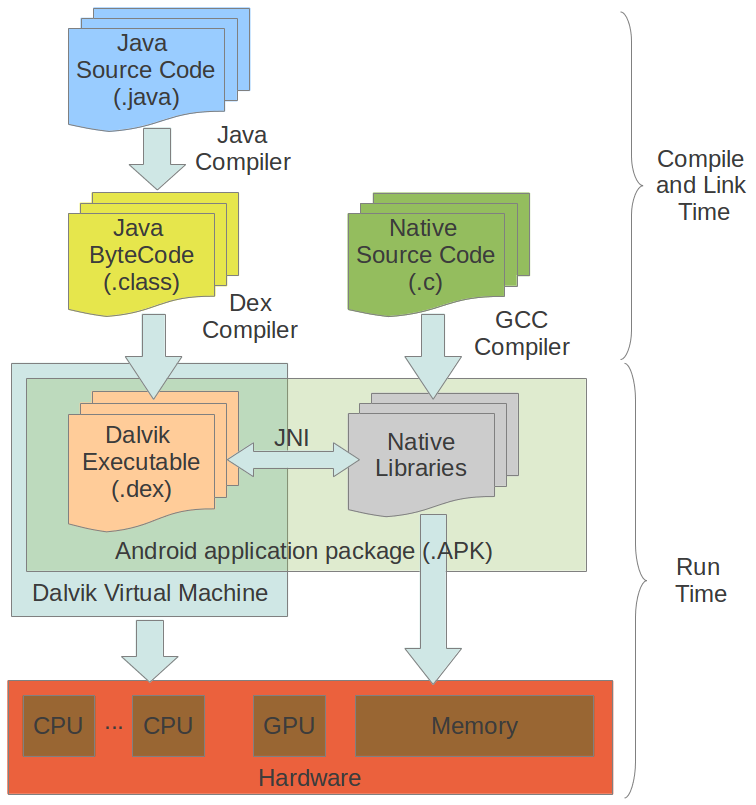 Java
Source Code
(.java)
Java
Compiler
Compile
and Link
Time
Java
ByteCode
(.class)
Native
Source Code
(.c)
Dex
Compiler
GCC
Compiler
Dalvik
Executable
(.dex)
JNI
Native
Libraries
Android application package (.APK)
Dalvik Virtual Machine
Run
Time
CPU ... CPU GPU Memory
Hardware